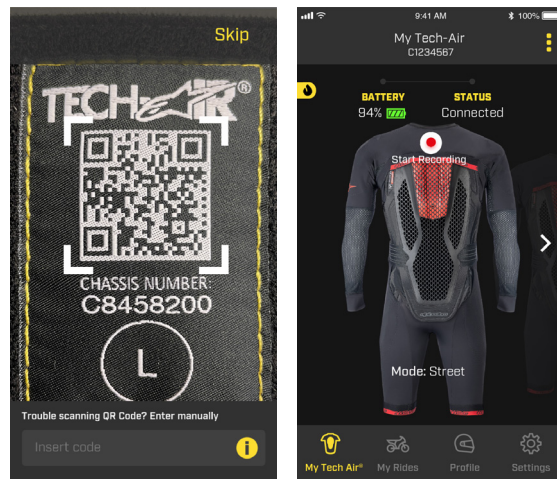 Skip
TECH-AIR®
CHASSIS NUMBER:
C8458200
L
Trouble scanning QR Code? Enter manually
Insert code
i
9:41 AM
100%
My Tech-Air
C1234567
BATTERY
STATUS
94%
Connected
Start Recording
Mode: Street
My Tech Air®
My Rides
Profile
Settings